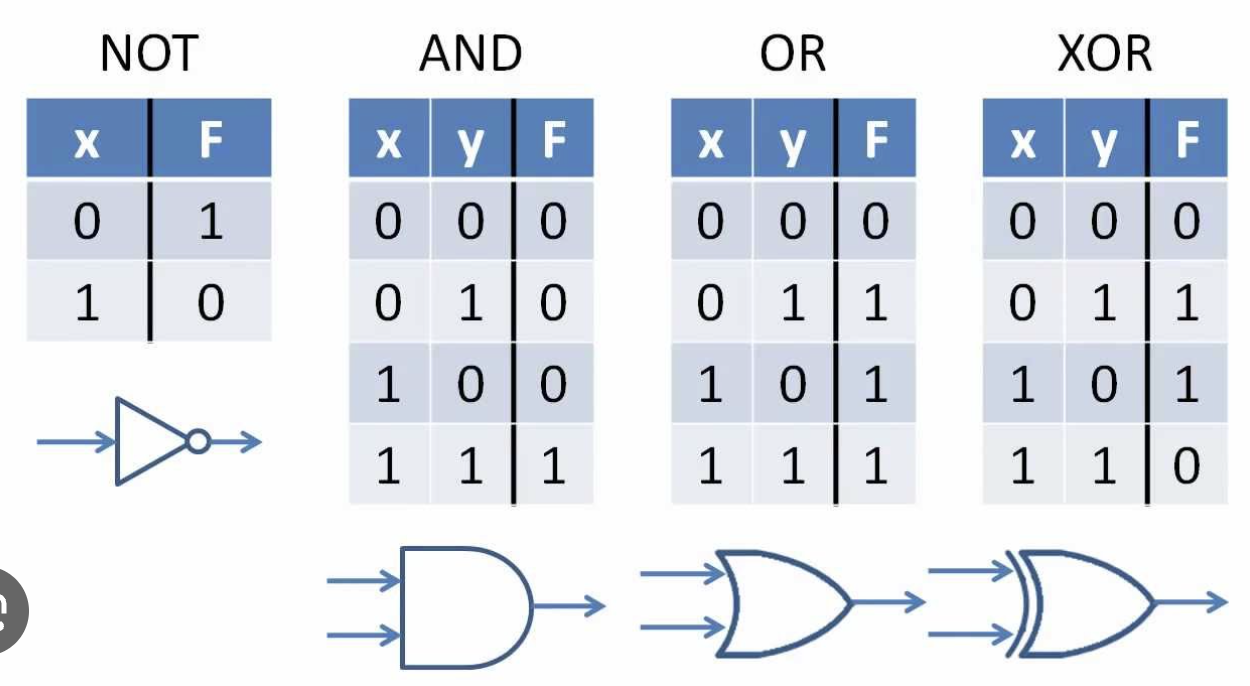 NOT AND OR XOR
x F x y F x y F x y F
0 1 0 0 0 0 0 0 0 0 0
1 0 0 1 0 0 1 1 0 1 1
1 0 0 1 0 1 1 0 1
1 1 1 1 1 1 1 1 0